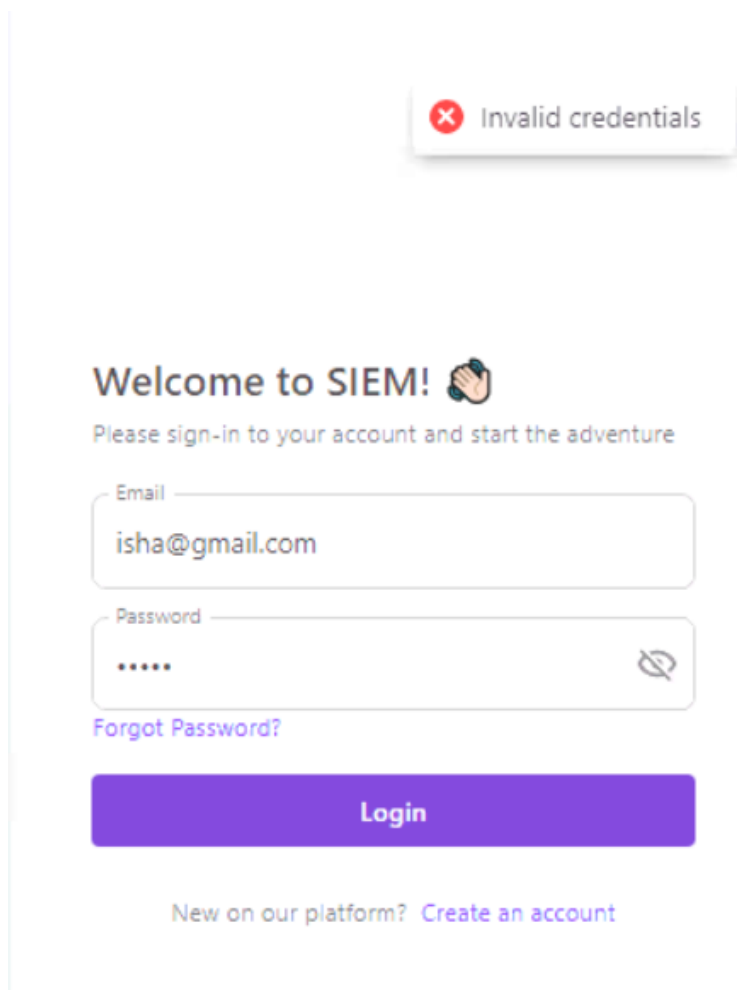 Invalid credentials
Welcome to SIEM! 👋
Please sign-in to your account and start the adventure
Email
isha@gmail.com
Password
•••••
Forgot Password?
Login
New on our platform? Create an account